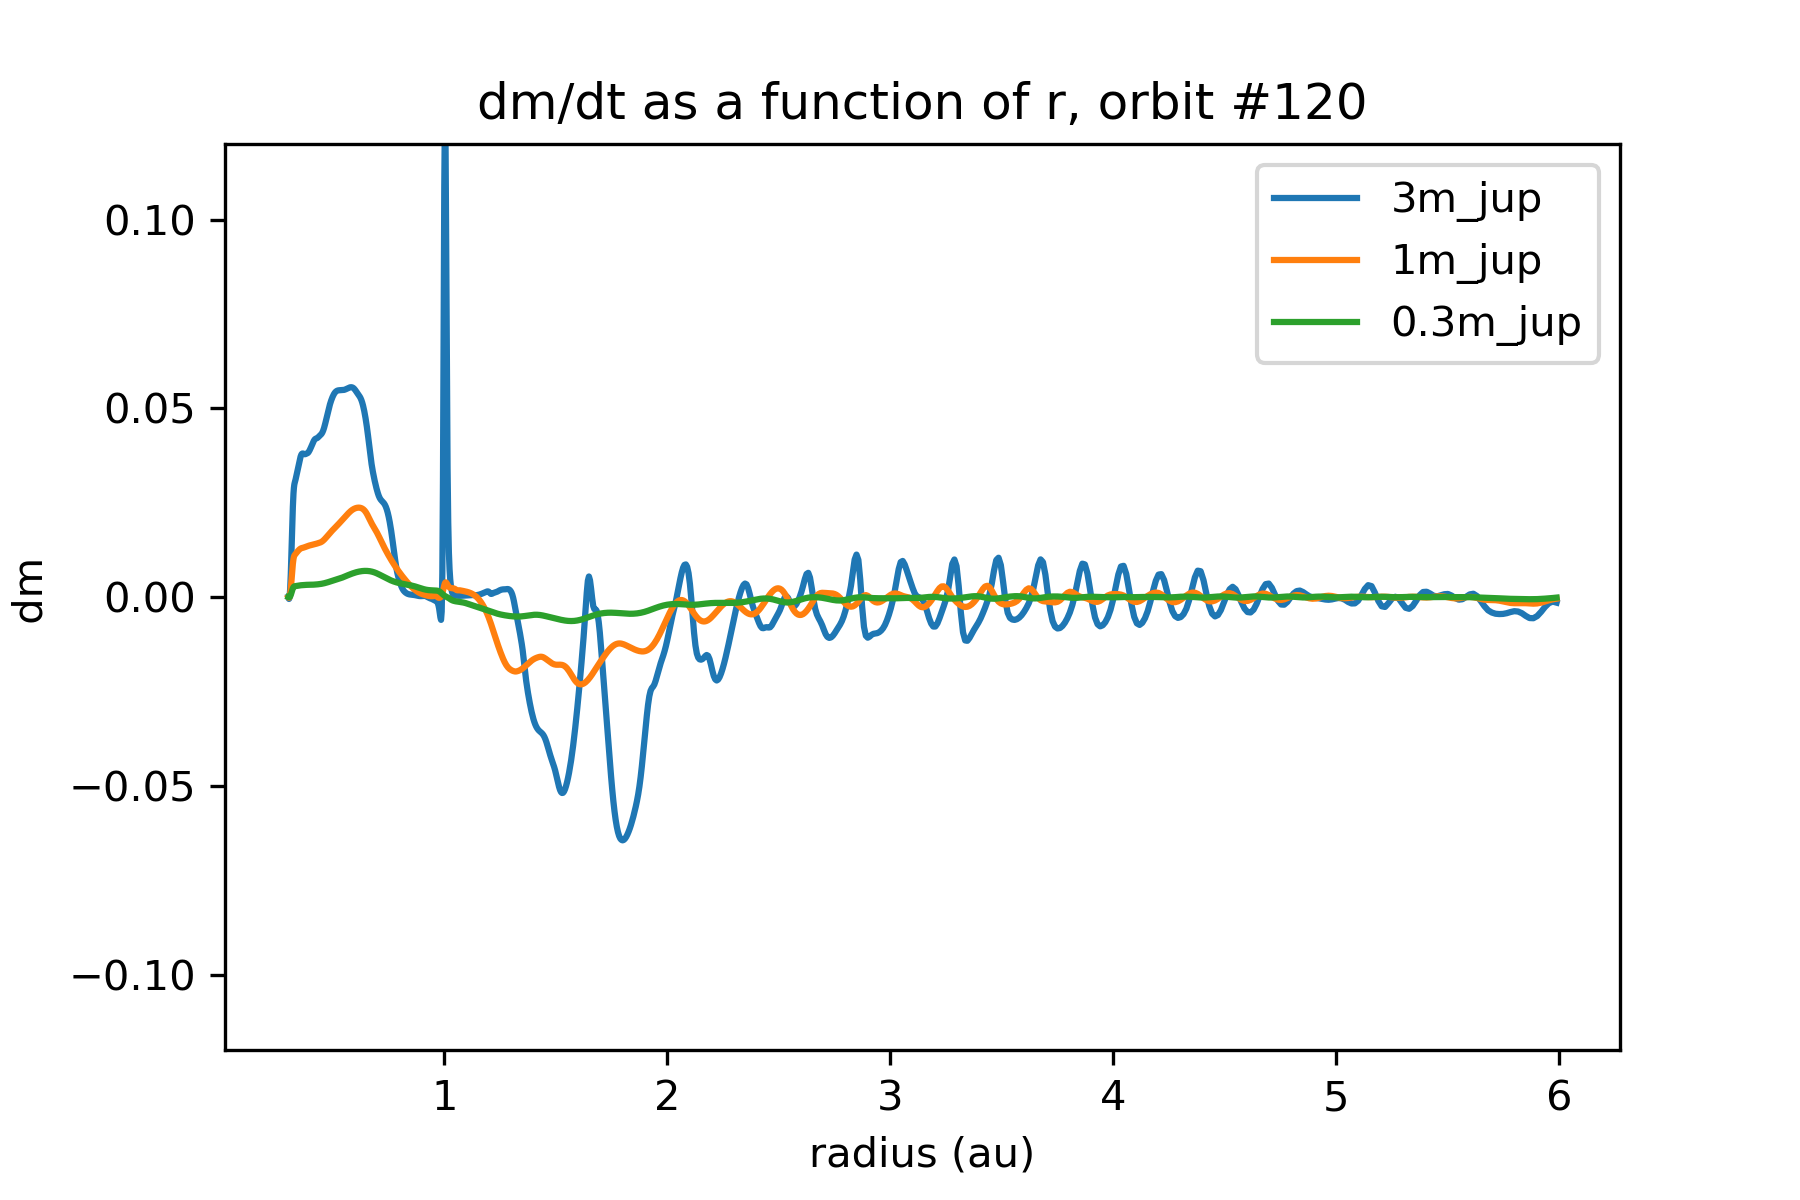 dm/dt as a function of r, orbit #120
3m_jup
1m_jup
0.3m_jup
dm
0.10
0.05
0.00
−0.05
−0.10
1 2 3 4 5 6
radius (au)